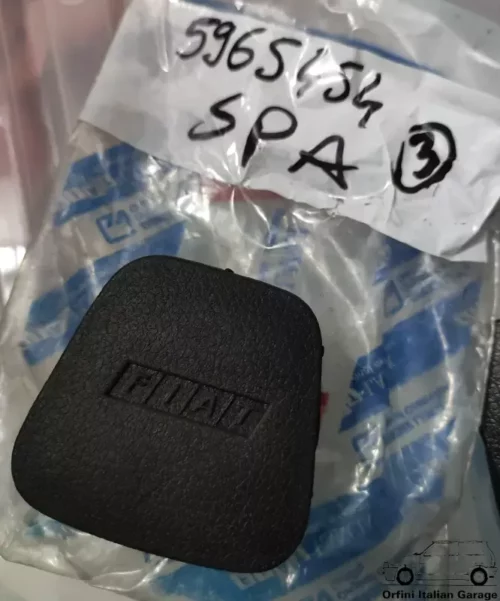 5965454
SPA ③
FIAT
Orfini Italian Garage